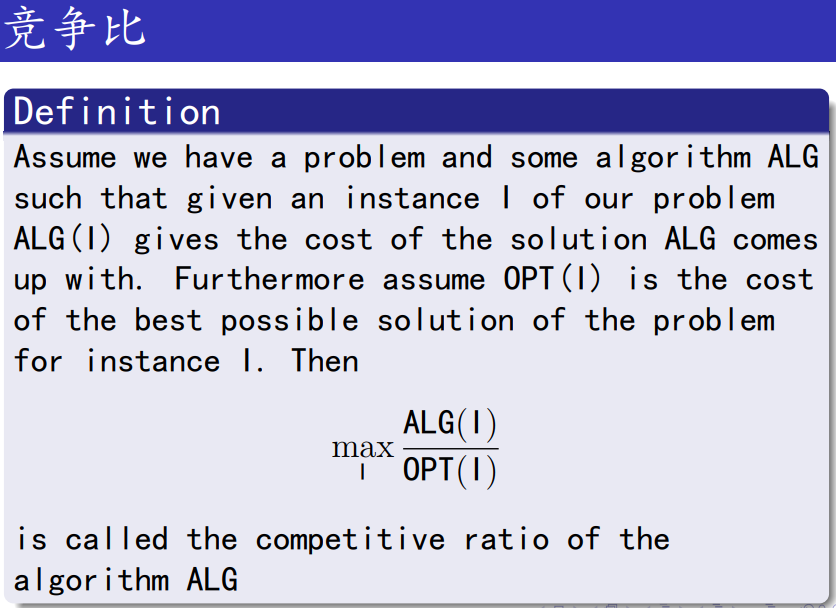 竞争比
Definition
Assume we have a problem and some algorithm ALG
such that given an instance I of our problem
ALG(I) gives the cost of the solution ALG comes
up with. Furthermore assume OPT(I) is the cost
of the best possible solution of the problem
for instance I. Then
max_I ALG(I)/OPT(I)
is called the competitive ratio of the
algorithm ALG